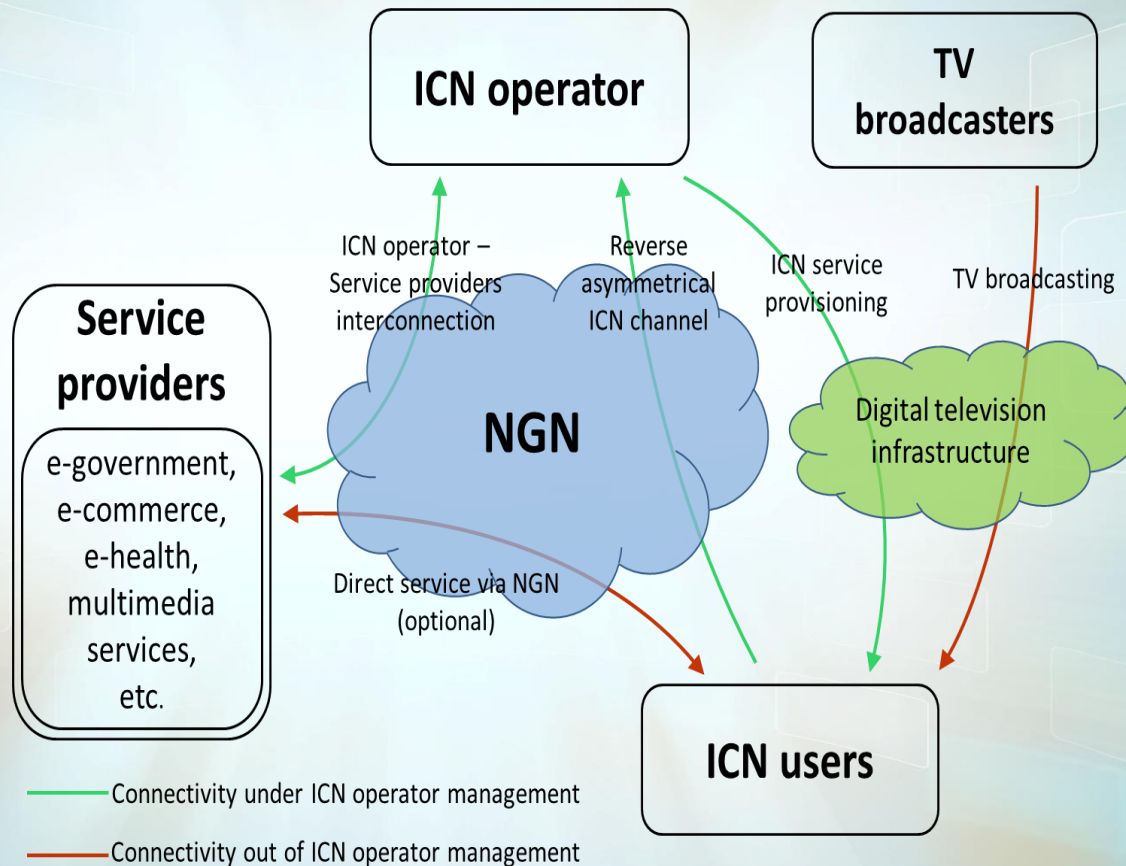 ICN operator
TV
broadcasters
ICN operator –
Service providers
interconnection
Reverse
asymmetrical
ICN channel
ICN service
provisioning
TV broadcasting
Service
providers
e-government,
e-commerce,
e-health,
multimedia
services,
etc.
NGN
Digital television
infrastructure
Direct service via NGN
(optional)
ICN users
Connectivity under ICN operator management
Connectivity out of ICN operator management